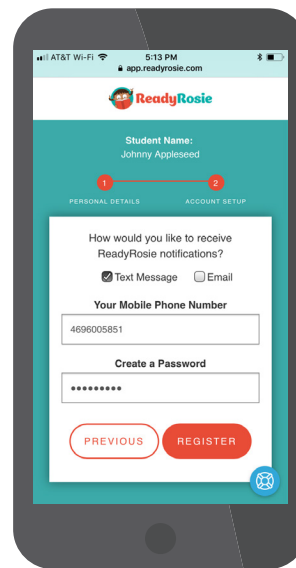 AT&T Wi-Fi 5:13 PM
app.readyrosie.com
ReadyRosie
Student Name:
Johnny Appleseed
1 2
PERSONAL DETAILS ACCOUNT SETUP
How would you like to receive
ReadyRosie notifications?
Text Message Email
Your Mobile Phone Number
4696005851
Create a Password
•••••••••
PREVIOUS REGISTER